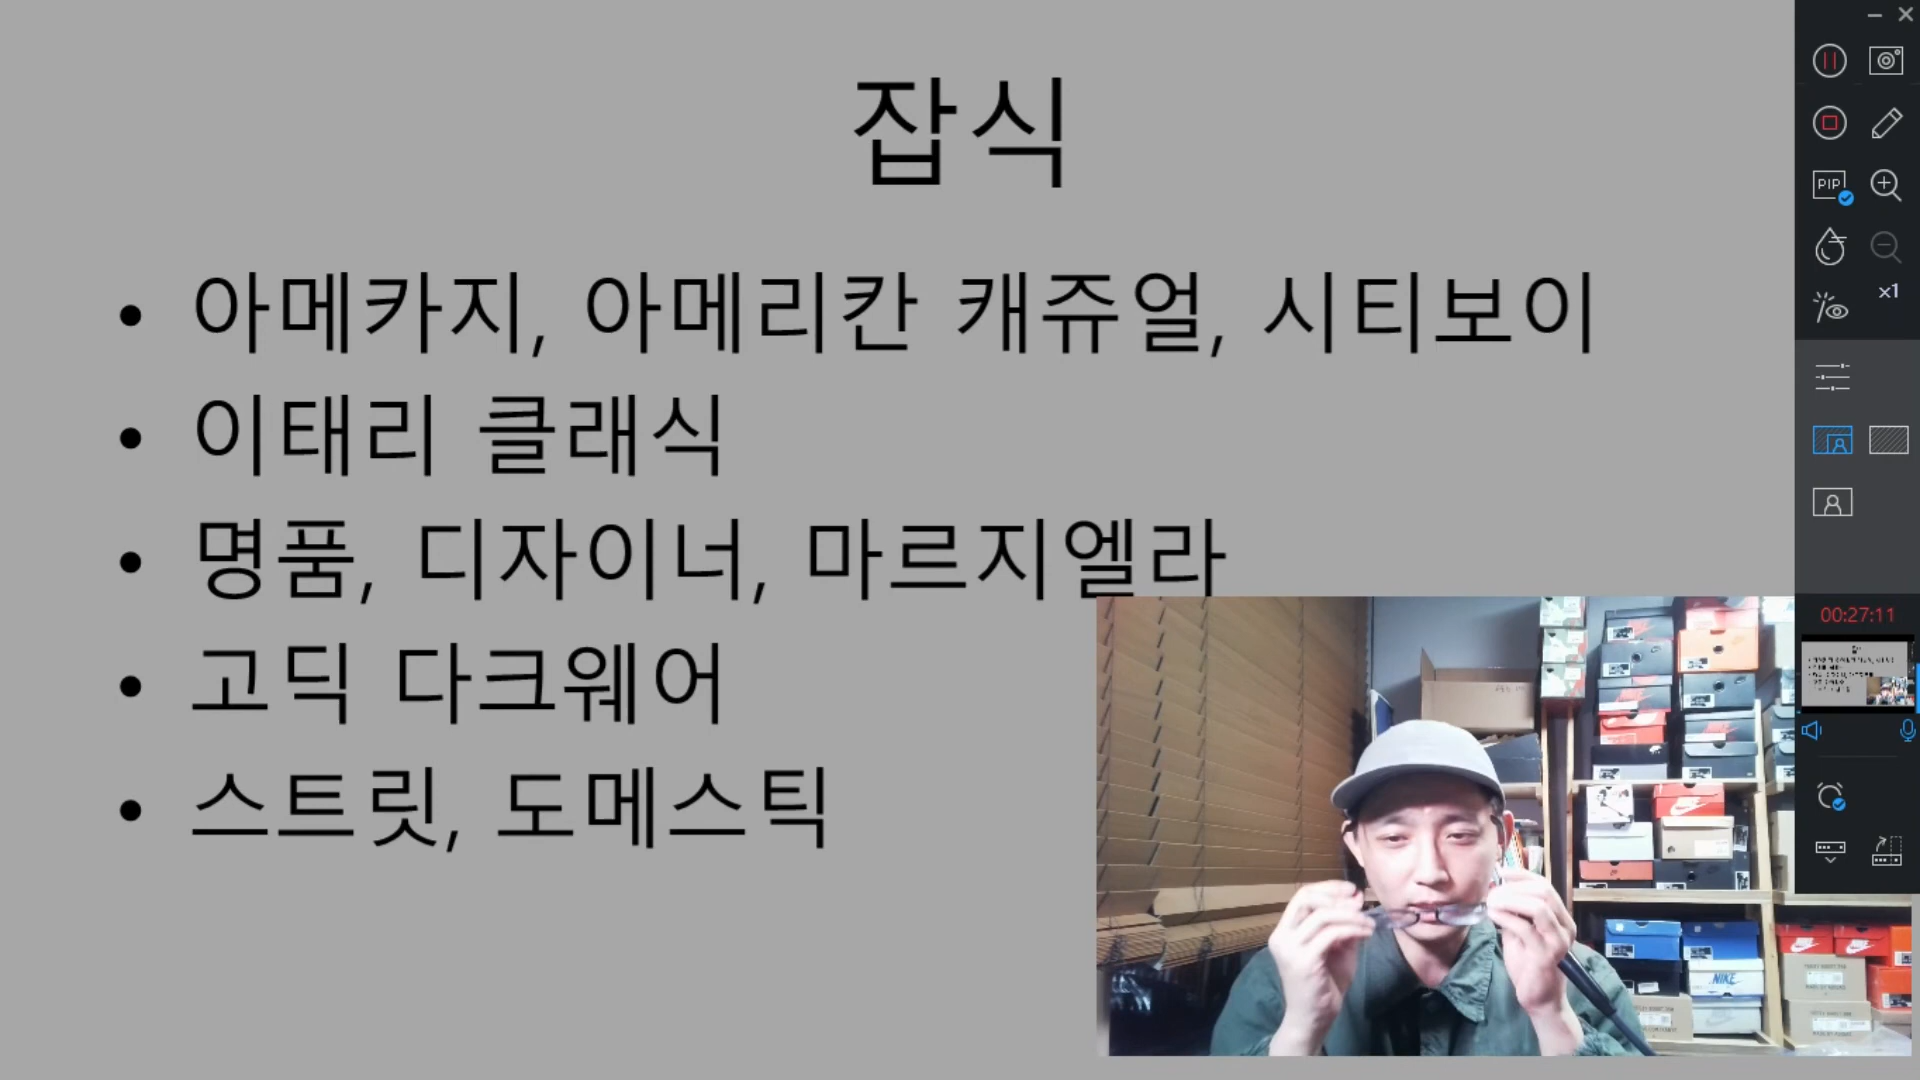 잡식
• 아메카지, 아메리칸 캐쥬얼, 시티보이
• 이태리 클래식
• 명품, 디자이너, 마르지엘라
• 고딕 다크웨어
• 스트릿, 도메스틱
PIP
x1
00:27:11
NIKE